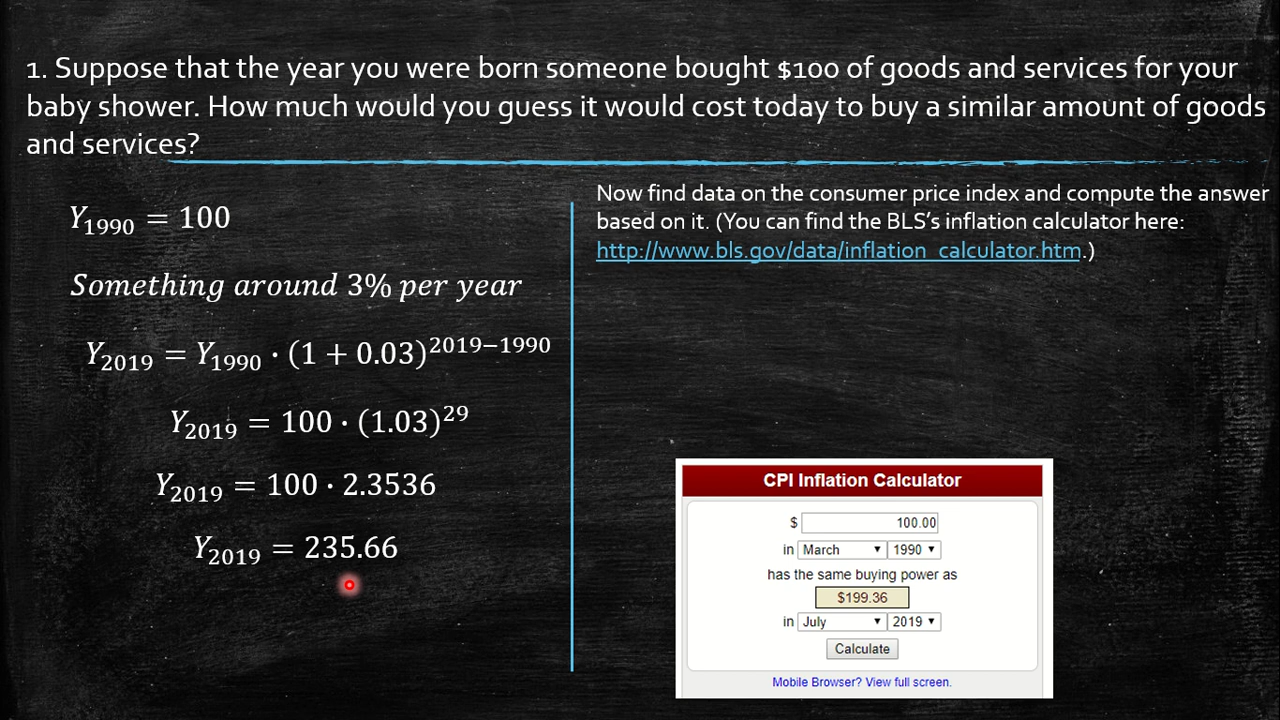 1. Suppose that the year you were born someone bought $100 of goods and services for your
baby shower. How much would you guess it would cost today to buy a similar amount of goods
and services?
Y₁₉₉₀ = 100
Something around 3% per year
Y₂₀₁₉ = Y₁₉₉₀ · (1 + 0.03)²⁰¹⁹⁻¹⁹⁹⁰
Y₂₀₁₉ = 100 · (1.03)²⁹
Y₂₀₁₉ = 100 · 2.3536
Y₂₀₁₉ = 235.66
Now find data on the consumer price index and compute the answer
based on it. (You can find the BLS’s inflation calculator here:
http://www.bls.gov/data/inflation_calculator.htm.)
CPI Inflation Calculator
$ 100.00
in March 1990
has the same buying power as
$199.36
in July 2019
Calculate
Mobile Browser? View full screen.